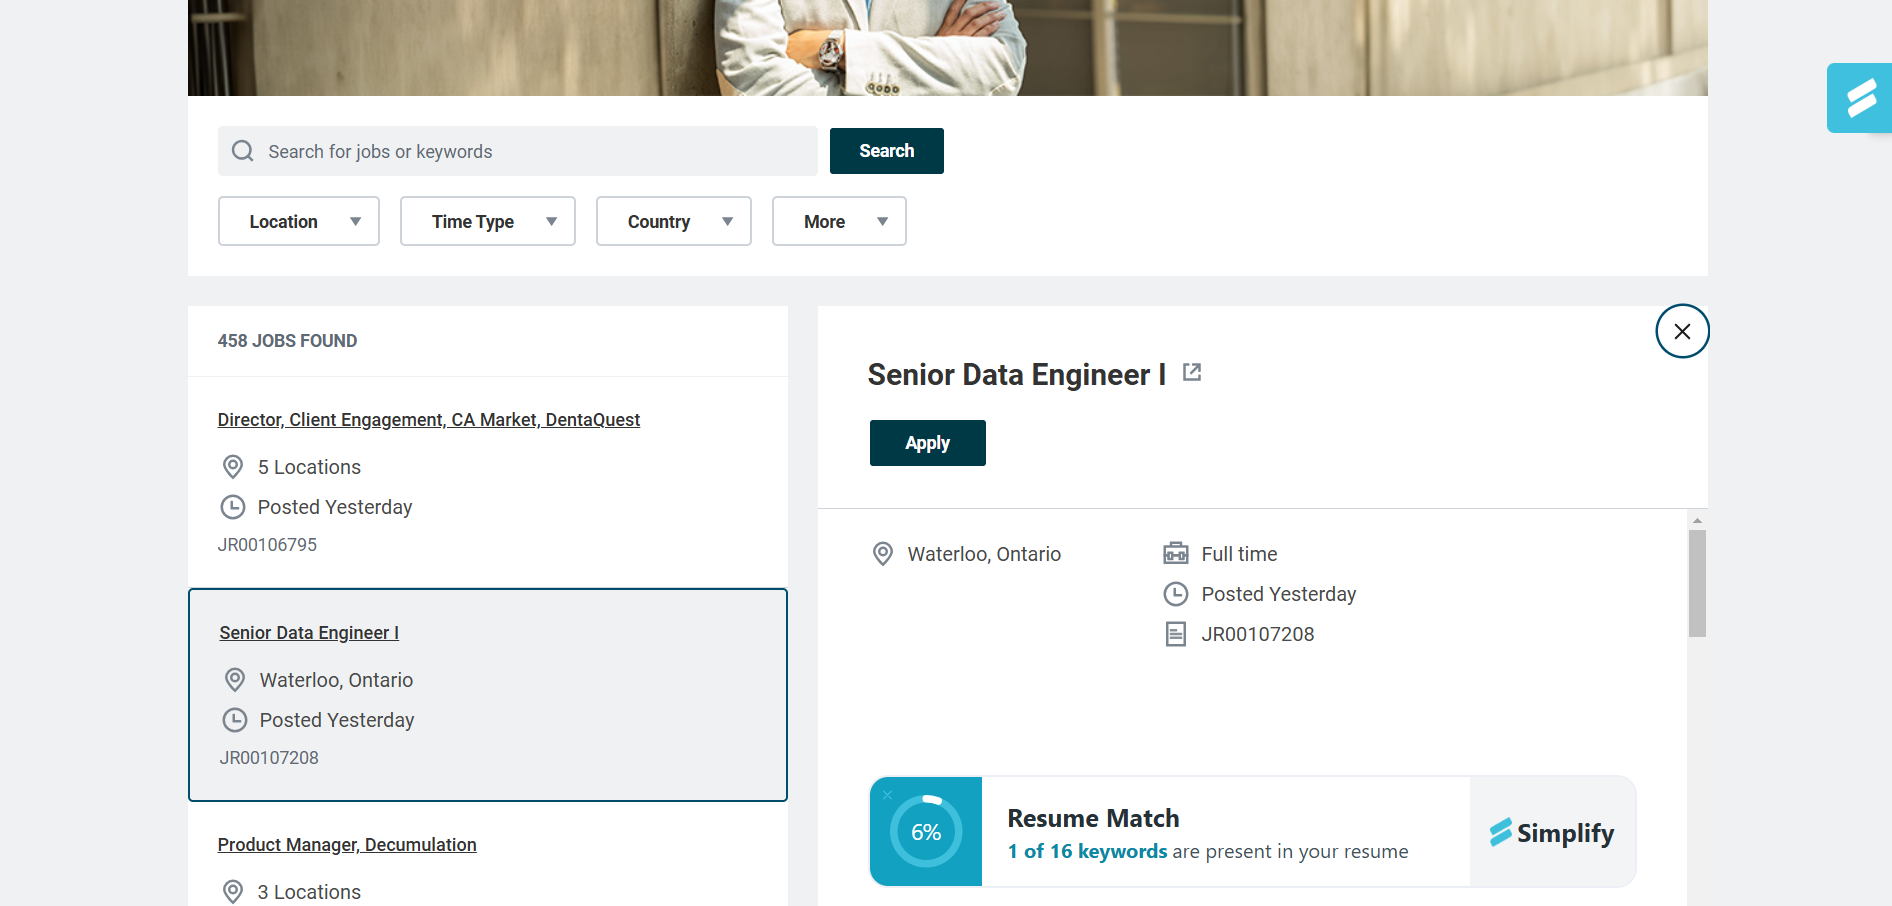 Search for jobs or keywords
Search
Location
Time Type
Country
More
458 JOBS FOUND
Director, Client Engagement, CA Market, DentaQuest
5 Locations
Posted Yesterday
JR00106795
Senior Data Engineer I
Waterloo, Ontario
Posted Yesterday
JR00107208
Product Manager, Decumulation
3 Locations
Senior Data Engineer I
Apply
Waterloo, Ontario
Full time
Posted Yesterday
JR00107208
6%
Resume Match
1 of 16 keywords are present in your resume
Simplify